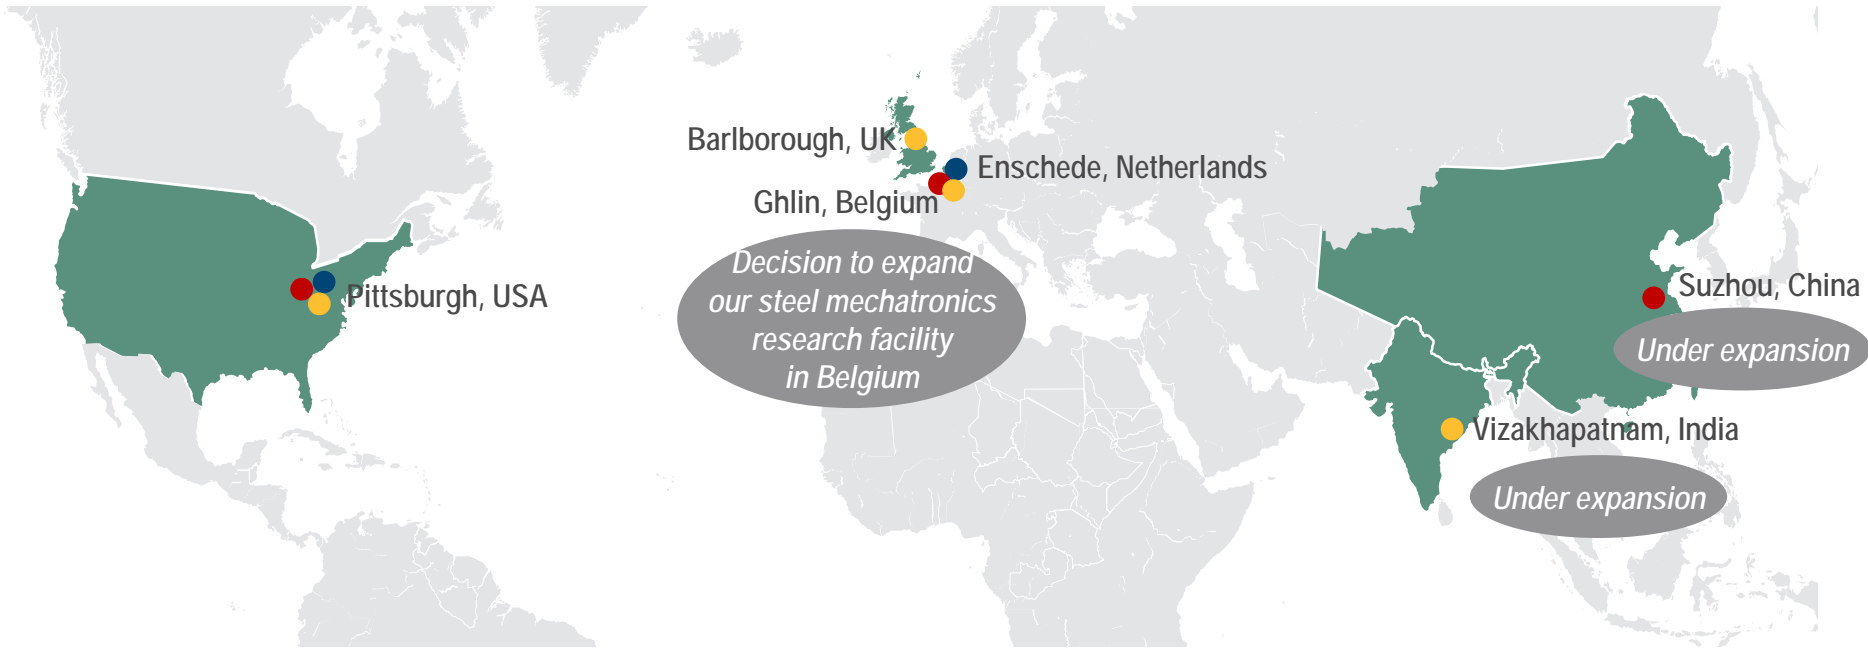 Barlborough, UK
Enschede, Netherlands
Ghlin, Belgium
Decision to expand
our steel mechatronics
research facility
in Belgium
Pittsburgh, USA
Suzhou, China
Under expansion
Vizakhapatnam, India
Under expansion